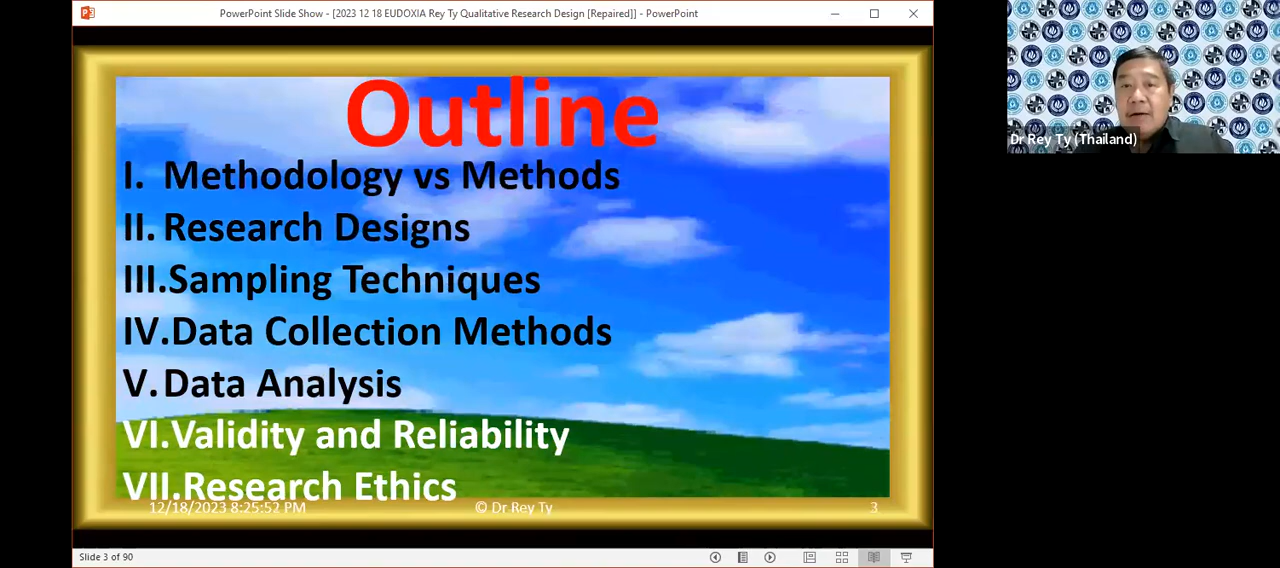 PowerPoint Slide Show - [2023 12 18 EUDOXIA Rey Ty Qualitative Research Design [Repaired]] - PowerPoint
Outline
I. Methodology vs Methods
II. Research Designs
III.Sampling Techniques
IV.Data Collection Methods
V. Data Analysis
VI.Validity and Reliability
VII.Research Ethics
12/18/2023 8:25:52 PM © Dr Rey Ty 3
Slide 3 of 90
Dr Rey Ty (Thailand)